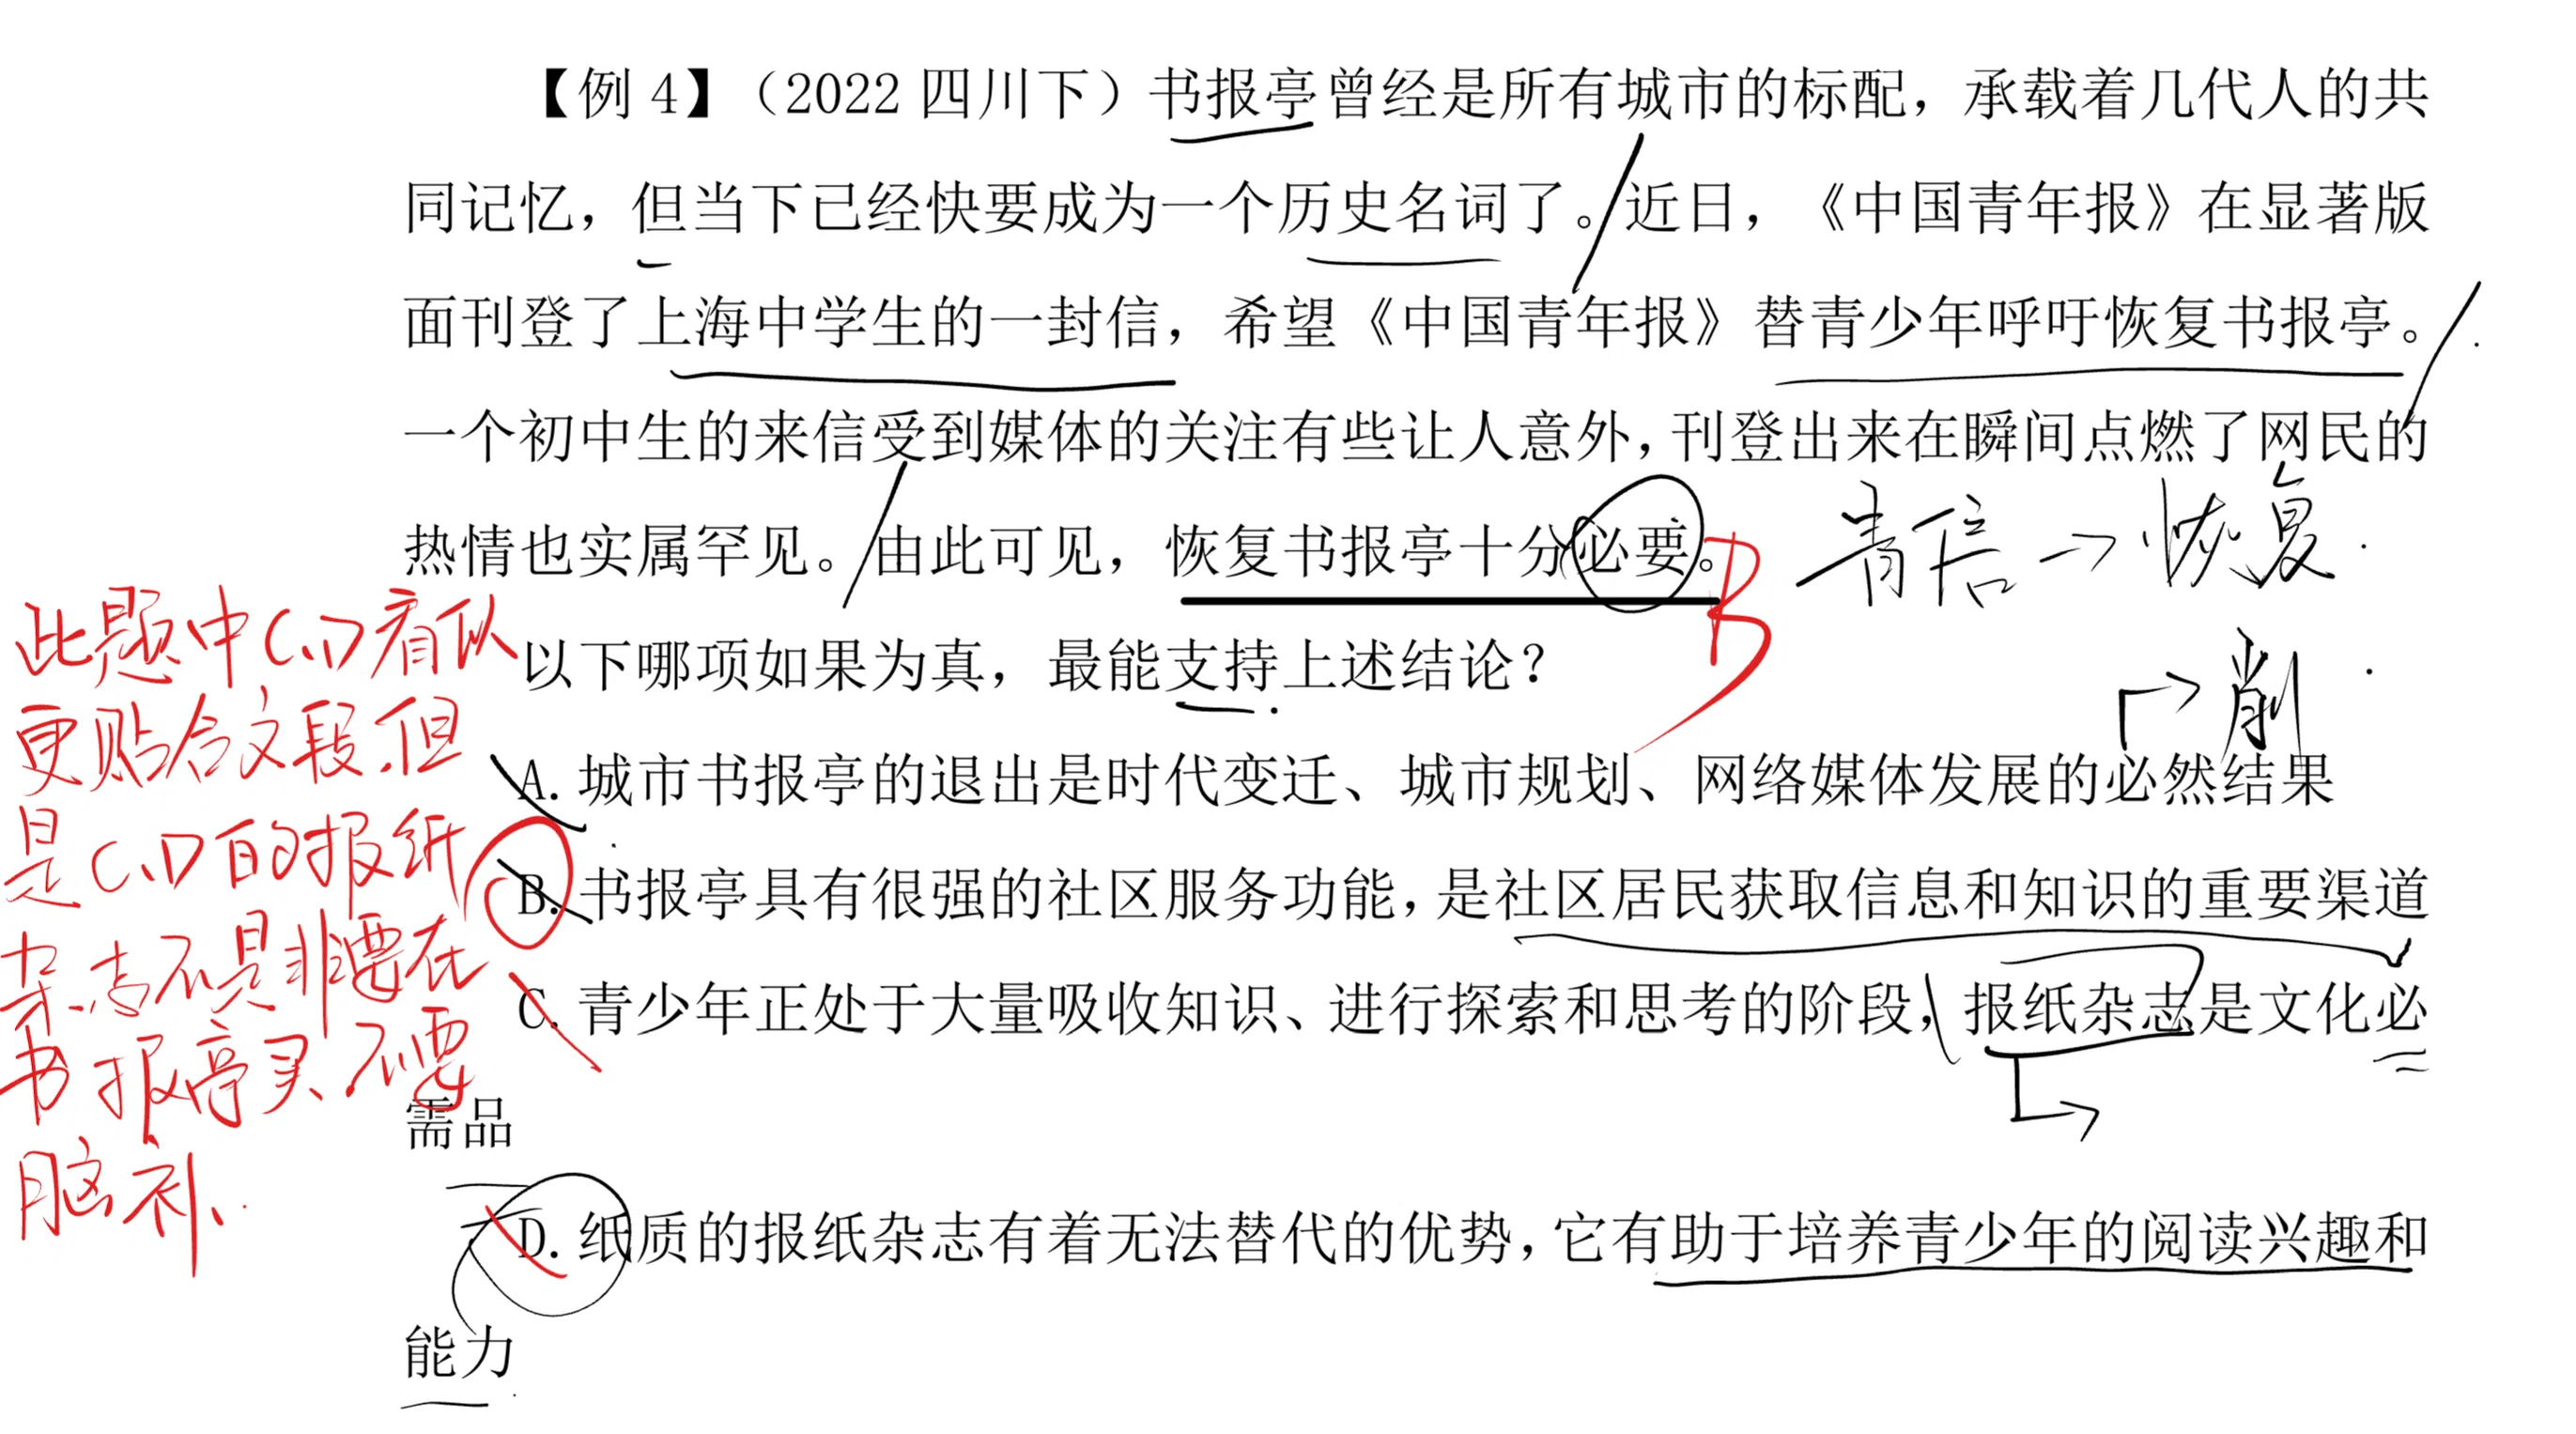 【例 4】（2022 四川下）书报亭曾经是所有城市的标配，承载着几代人的共
同记忆，但当下已经快要成为一个历史名词了。近日，《中国青年报》在显著版
面刊登了上海中学生的一封信，希望《中国青年报》替青少年呼吁恢复书报亭。
一个初中生的来信受到媒体的关注有些让人意外，刊登出来在瞬间点燃了网民的
热情也实属罕见。由此可见，恢复书报亭十分必要。
B
青信→恢复
以下哪项如果为真，最能支持上述结论？
→削
A. 城市书报亭的退出是时代变迁、城市规划、网络媒体发展的必然结果
B. 书报亭具有很强的社区服务功能，是社区居民获取信息和知识的重要渠道
C. 青少年正处于大量吸收知识、进行探索和思考的阶段，报纸杂志是文化必
需品
D. 纸质的报纸杂志有着无法替代的优势，它有助于培养青少年的阅读兴趣和
能力
此题中C、D看似
更贴合文段，但
是C、D的报纸
杂志不是非要在
书报亭买，不要
脑补、